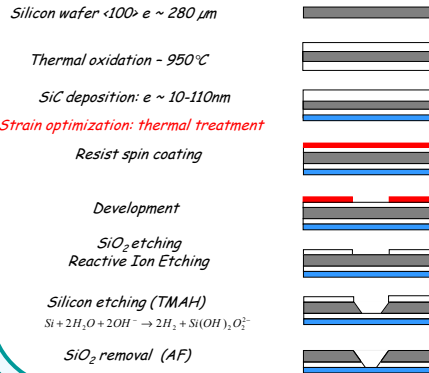 Silicon wafer <100> e ~ 280 µm
Thermal oxidation - 950°C
SiC deposition: e ~ 10-110nm
Strain optimization: thermal treatment
Resist spin coating
Development
SiO₂ etching
Reactive Ion Etching
Silicon etching (TMAH)
Si + 2H₂O + 2OH⁻ → 2H₂ + Si(OH)₂O₂²⁻
SiO₂ removal (AF)